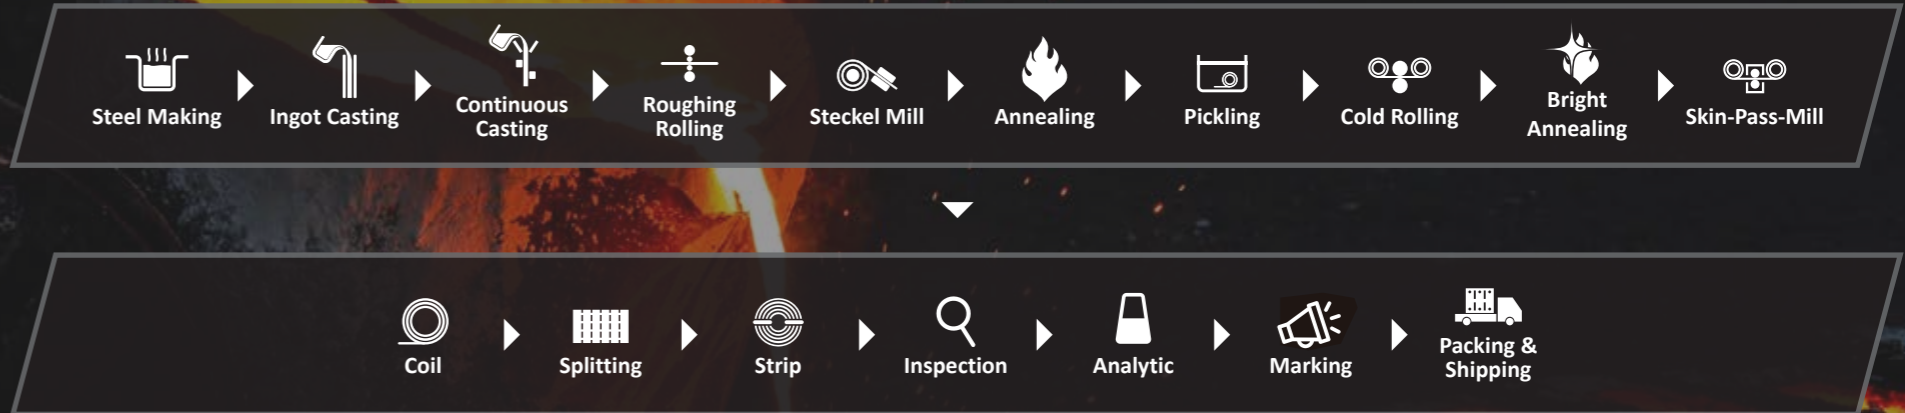 Steel Making
Ingot Casting
Continuous
Casting
Roughing
Rolling
Steckel Mill
Annealing
Pickling
Cold Rolling
Bright
Annealing
Skin-Pass-Mill
Coil
Splitting
Strip
Inspection
Analytic
Marking
Packing &
Shipping